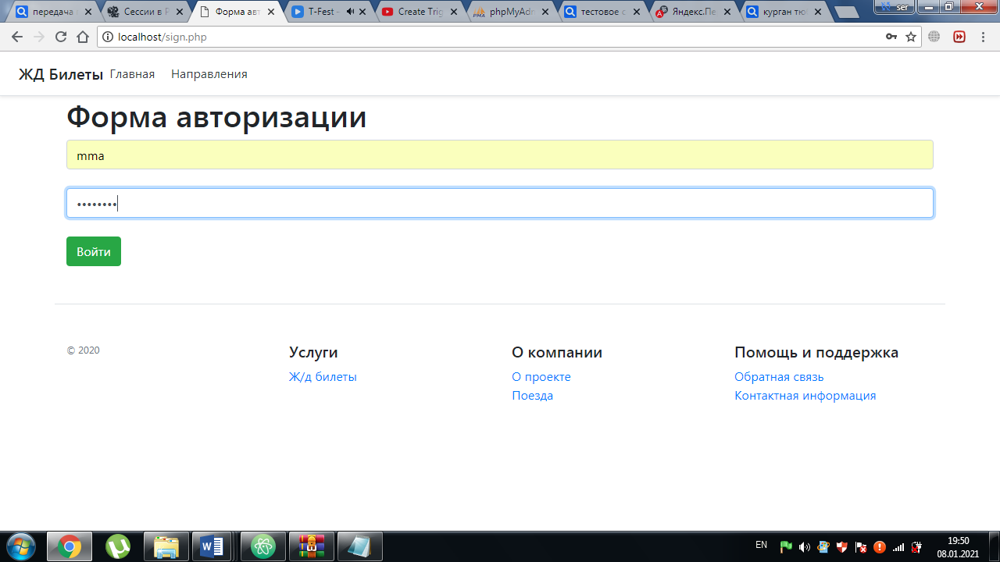 передача
Сессии в Р
Форма авт
T-Fest -
Create Trig
phpMyAdm
тестовое
Яндекс.Пе
курган тю
ser
localhost/sign.php
ЖД Билеты Главная Направления
Форма авторизации
mma
••••••••
Войти
© 2020
Услуги
Ж/д билеты
О компании
О проекте
Поезда
Помощь и поддержка
Обратная связь
Контактная информация
EN
19:50
08.01.2021